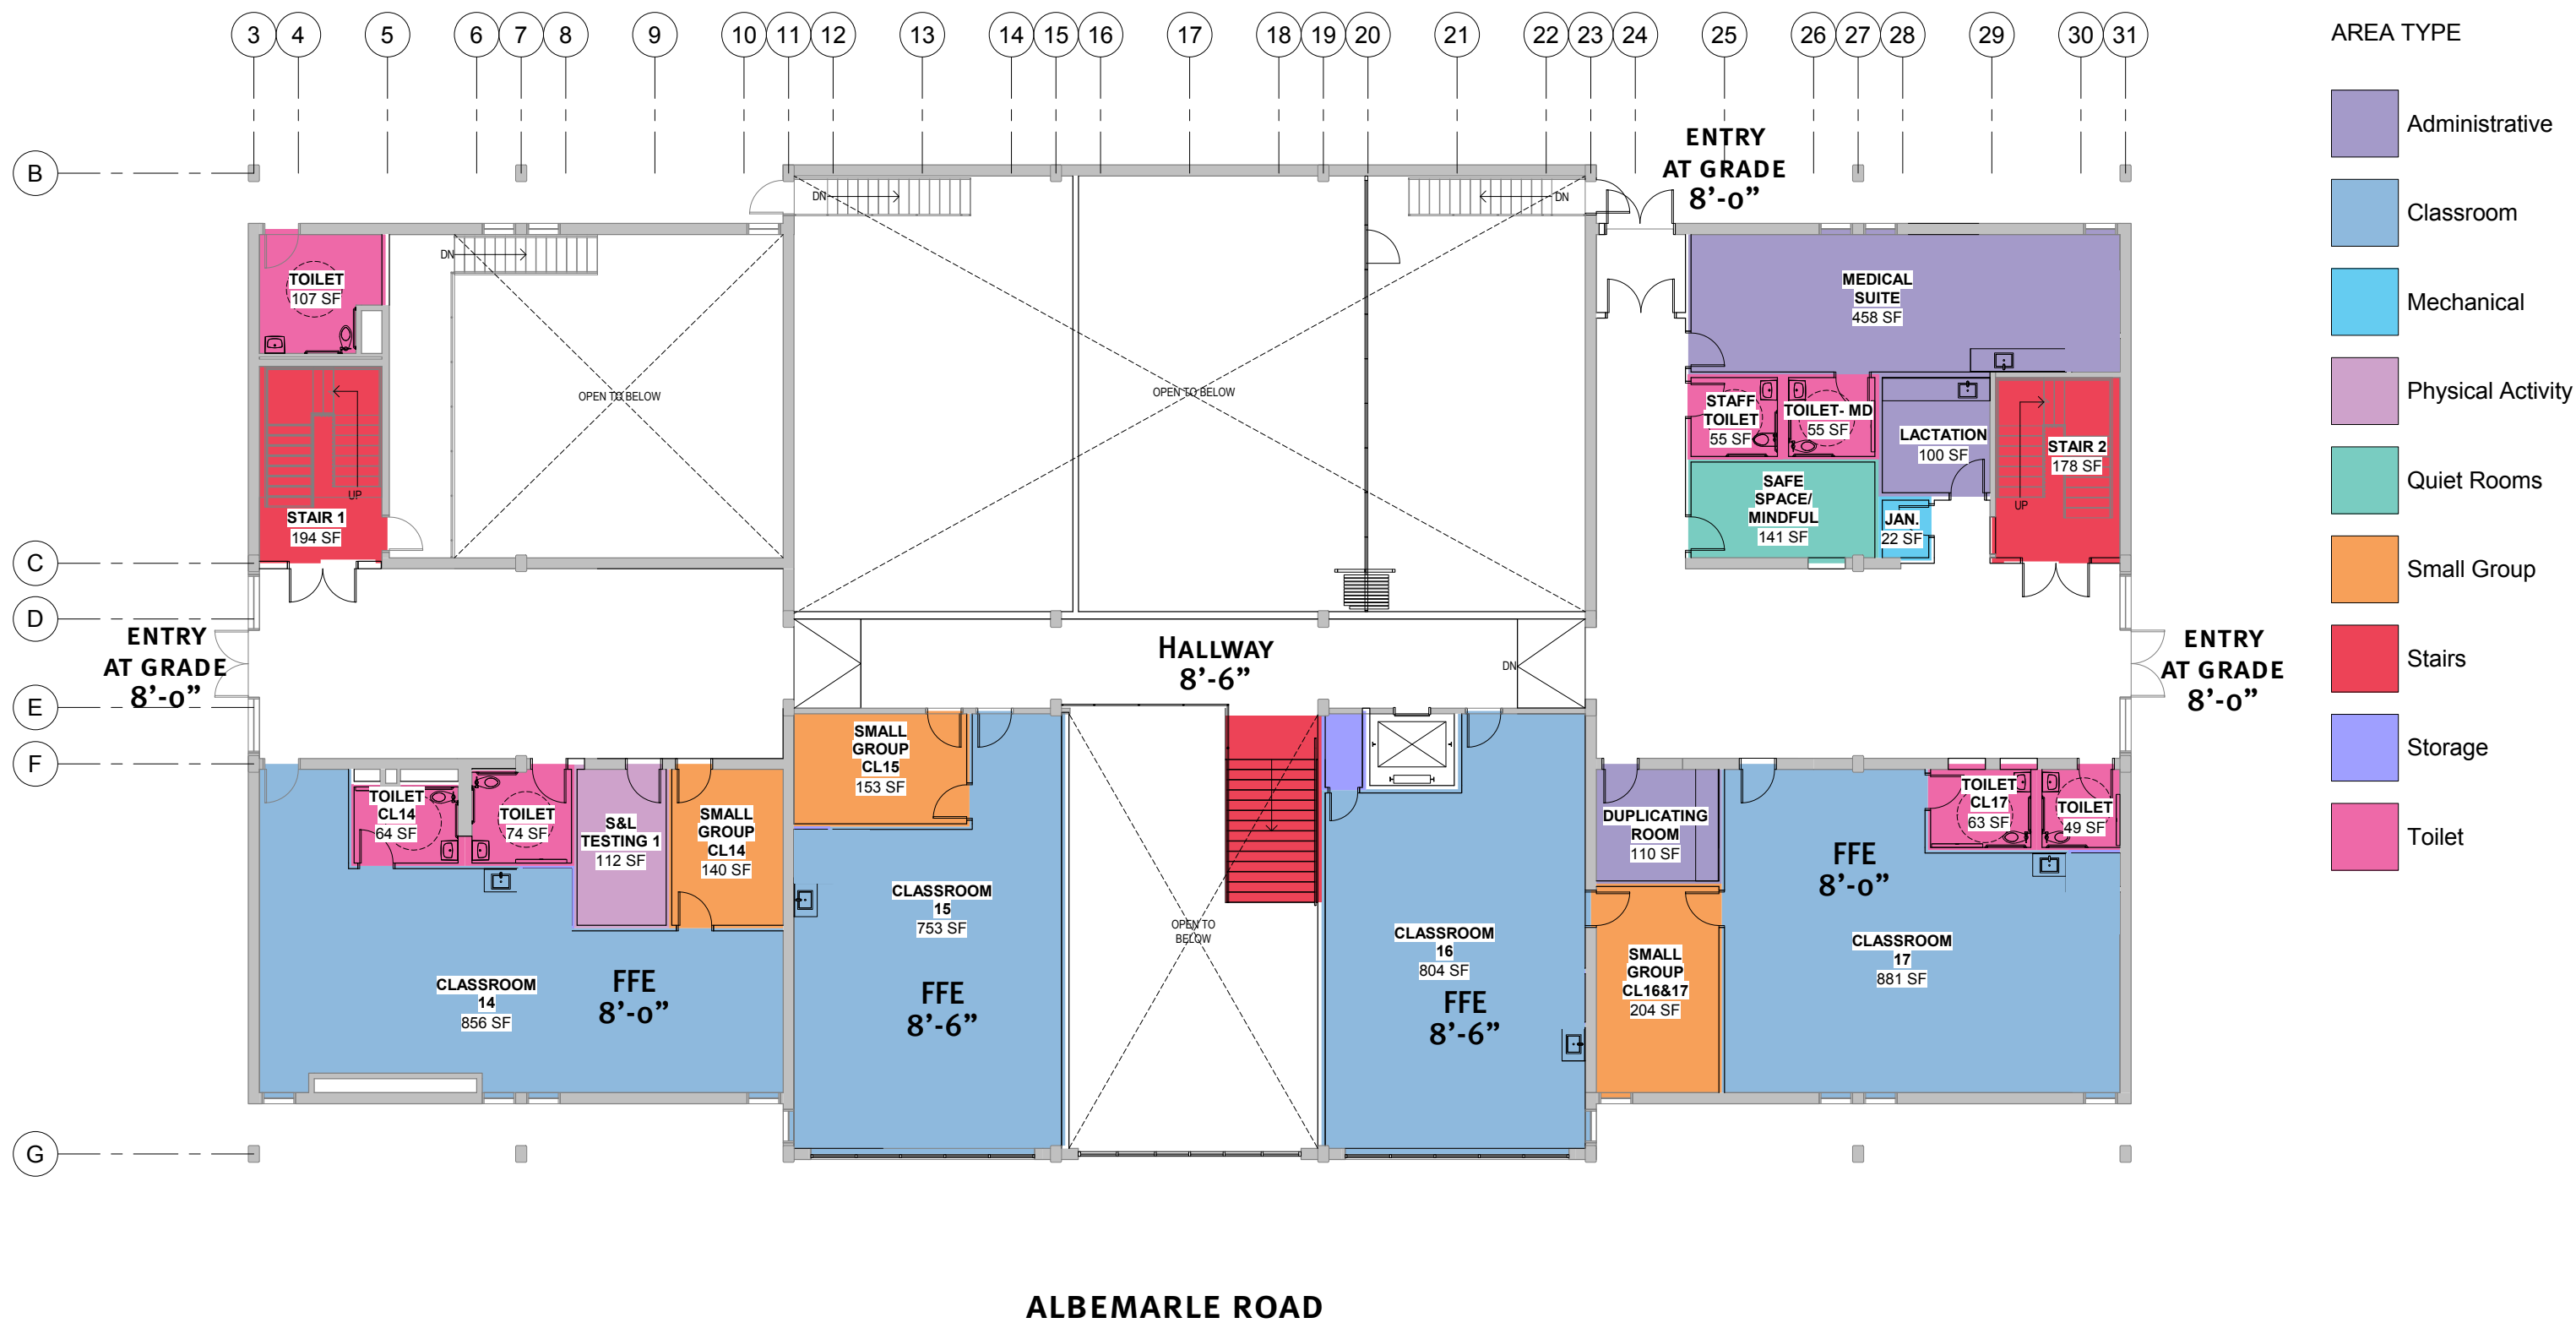 3 4 5 6 7 8 9 10 11 12 13 14 15 16 17 18 19 20 21 22 23 24 25 26 27 28 29 30 31
AREA TYPE
Administrative
Classroom
Mechanical
Physical Activity
Quiet Rooms
Small Group
Stairs
Storage
Toilet
B
C
D
E
F
G
ENTRY
AT GRADE
8’-0”
DN
DN
DN
TOILET
107 SF
OPEN TO BELOW
OPEN TO BELOW
MEDICAL
SUITE
458 SF
STAFF
TOILET
55 SF
TOILET- MD
55 SF
LACTATION
100 SF
STAIR 2
178 SF
UP
UP
STAIR 1
194 SF
SAFE
SPACE/
MINDFUL
141 SF
JAN.
22 SF
ENTRY
AT GRADE
8’-0”
HALLWAY
8’-6”
DN
ENTRY
AT GRADE
8’-0”
TOILET
CL14
64 SF
TOILET
74 SF
S&L
TESTING 1
112 SF
SMALL
GROUP
CL14
140 SF
SMALL
GROUP
CL15
153 SF
DUPLICATING
ROOM
110 SF
TOILET
CL17
63 SF
TOILET
49 SF
FFE
8’-0”
CLASSROOM
14
856 SF
FFE
8’-0”
CLASSROOM
15
753 SF
FFE
8’-6”
OPEN TO
BELOW
CLASSROOM
16
804 SF
FFE
8’-6”
SMALL
GROUP
CL16&17
204 SF
CLASSROOM
17
881 SF
ALBEMARLE ROAD